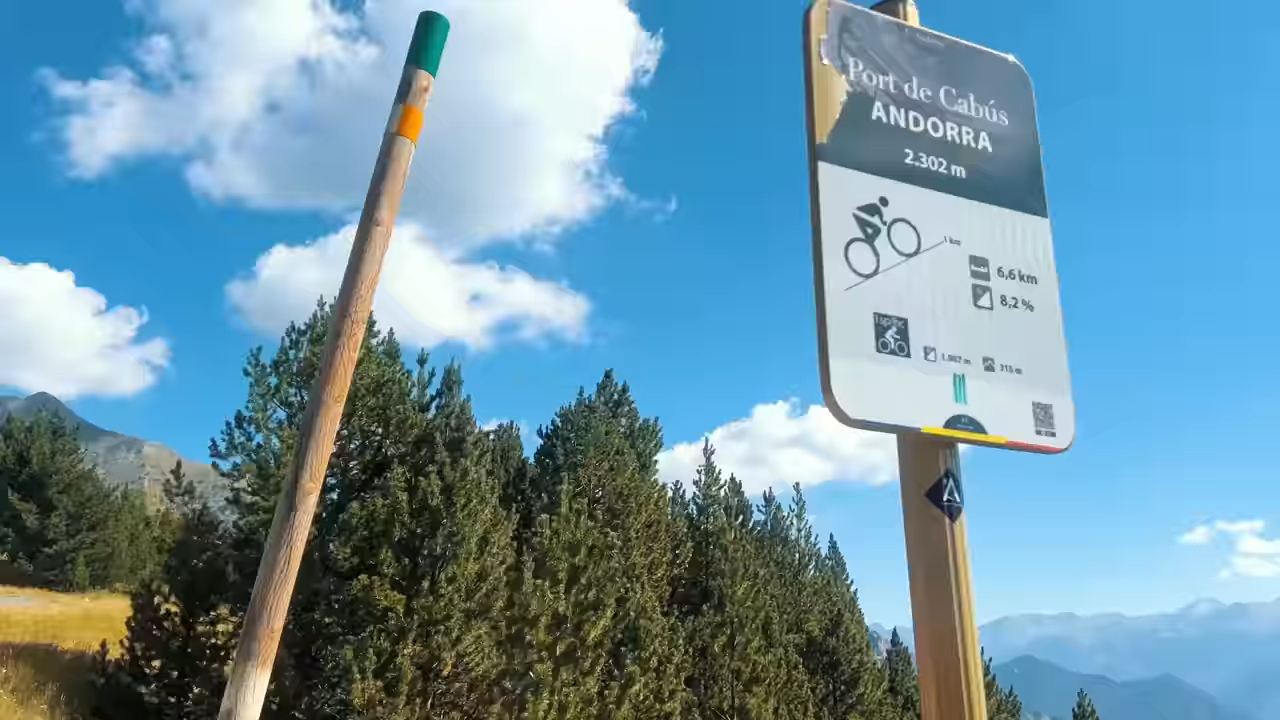 Port de Cabús
ANDORRA
2.302 m
1 km
6,6 km
8,2 %
1.987 m
315 m